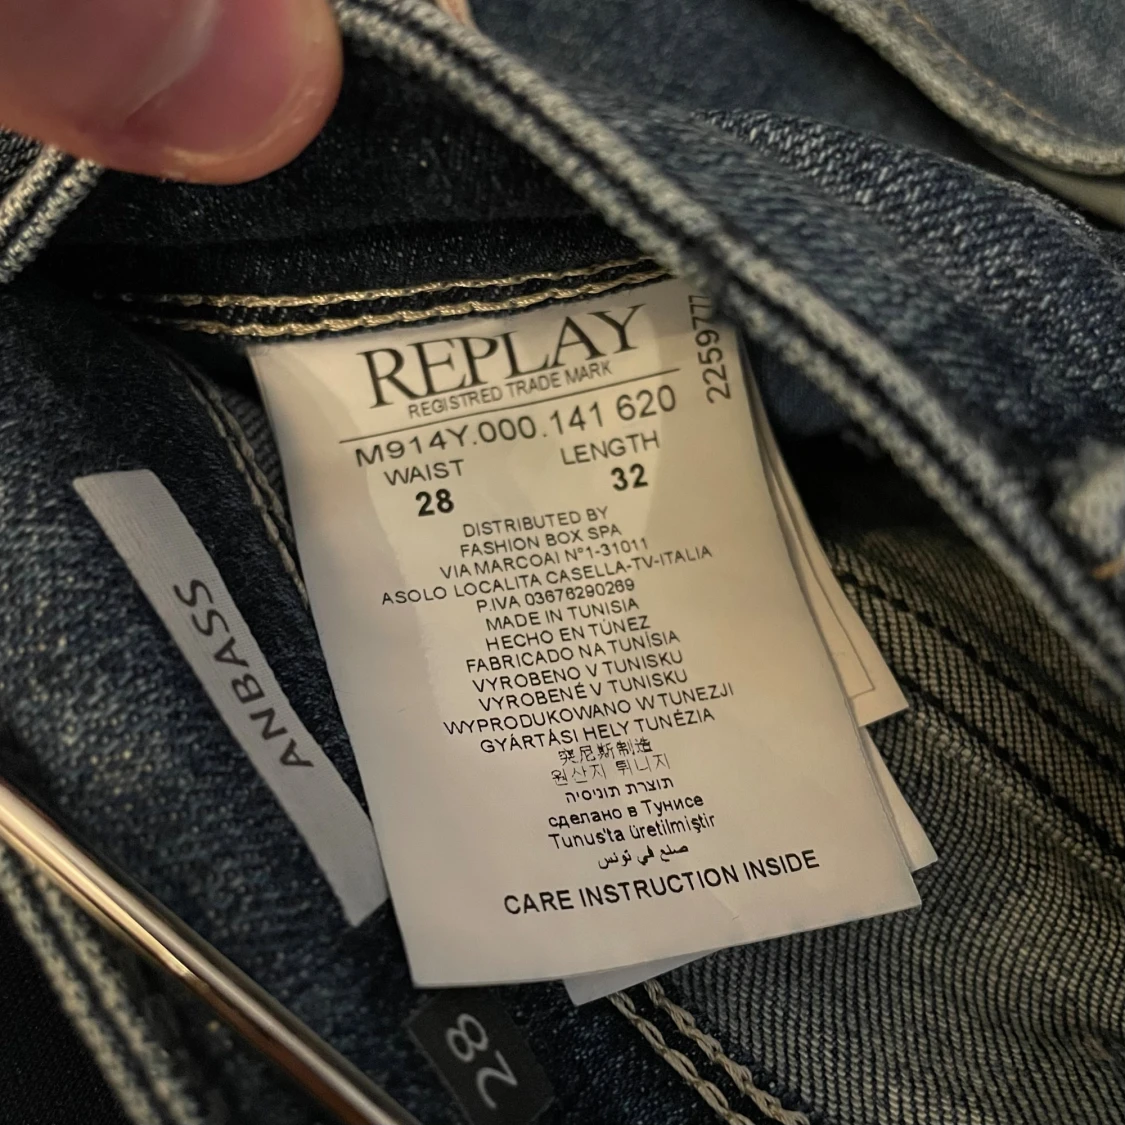 REPLAY
REGISTRED TRADE MARK
2259777
M914Y.000.141 620
WAIST LENGTH
28 32
DISTRIBUTED BY
FASHION BOX SPA
VIA MARCOAI N°1-31011
ASOLO LOCALITA CASELLA-TV-ITALIA
P.IVA 03676290269
MADE IN TUNISIA
HECHO EN TÚNEZ
FABRICADO NA TUNÍSIA
VYROBENO V TUNISKU
VYROBENÉ V TUNISKU
WYPRODUKOWANO W TUNEZJI
GYÁRTÁSI HELY TUNÉZIA
突尼斯制造
원산지 튀니지
תוצרת תוניסיה
сделано в Тунисе
Tunus'ta üretilmiştir
صنع في تونس
CARE INSTRUCTION INSIDE
ANBASS
28